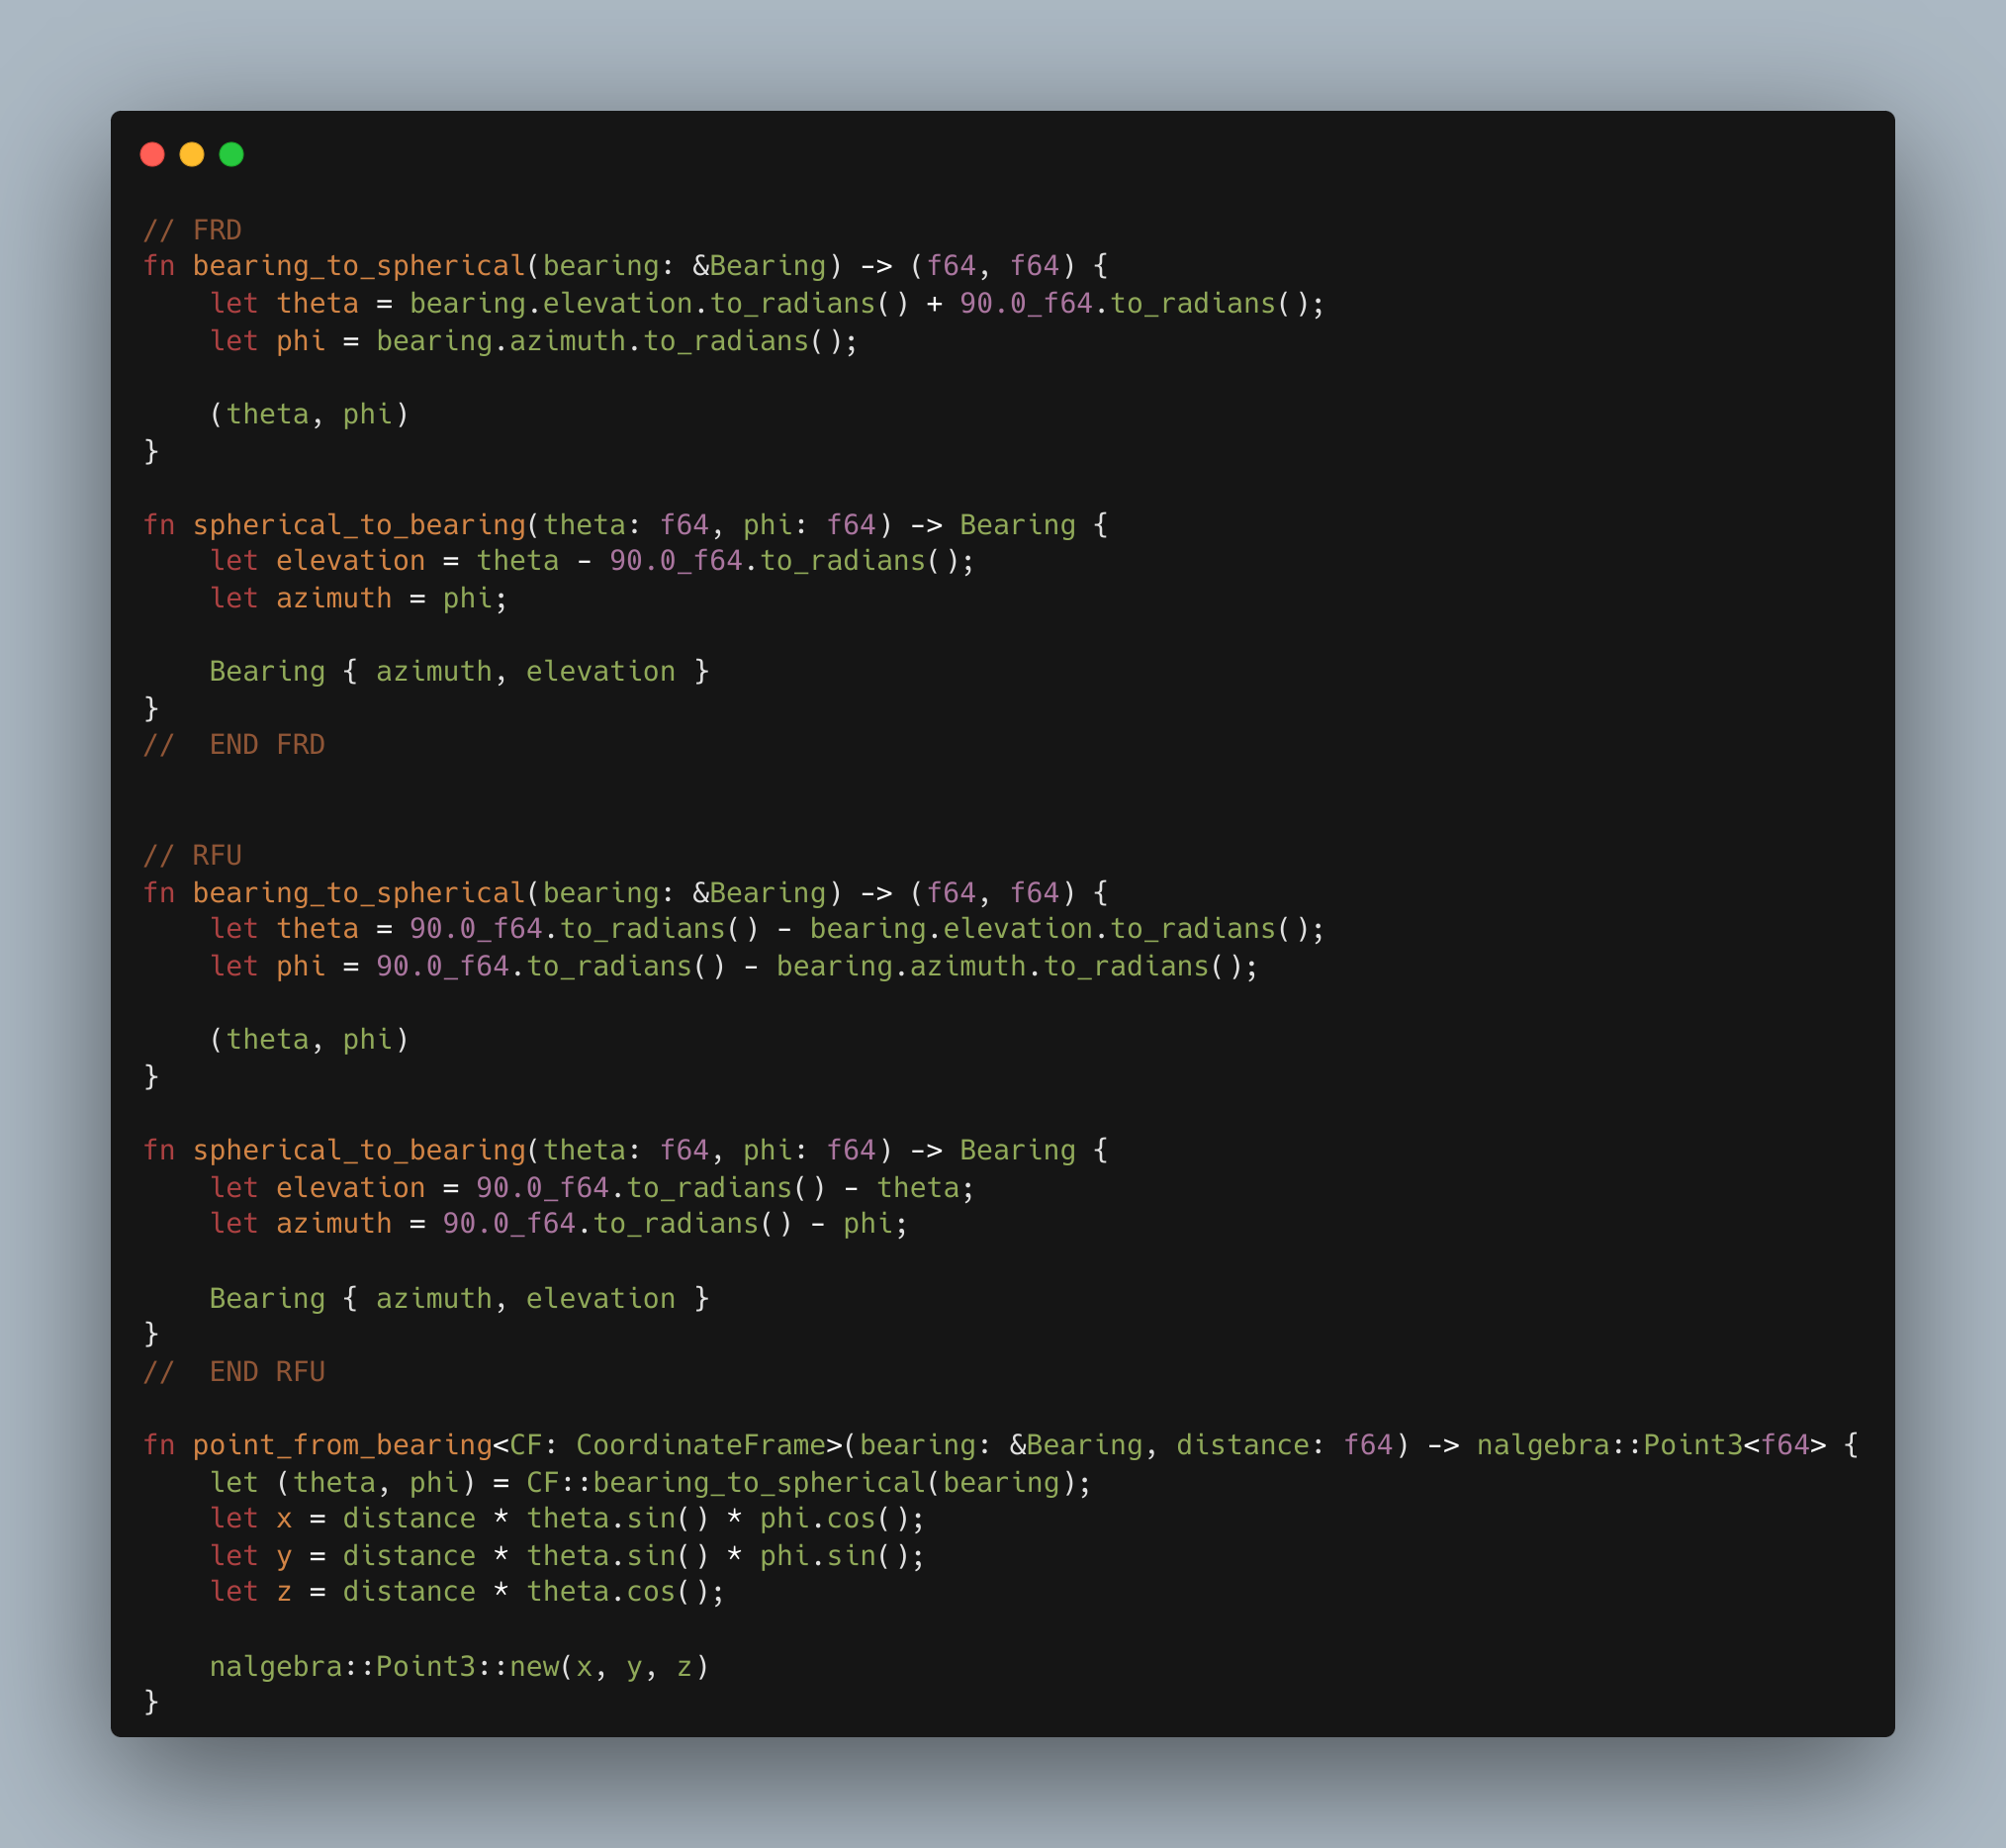 // FRD
fn bearing_to_spherical(bearing: &Bearing) -> (f64, f64) {
    let theta = bearing.elevation.to_radians() + 90.0_f64.to_radians();
    let phi = bearing.azimuth.to_radians();

    (theta, phi)
}

fn spherical_to_bearing(theta: f64, phi: f64) -> Bearing {
    let elevation = theta - 90.0_f64.to_radians();
    let azimuth = phi;

    Bearing { azimuth, elevation }
}
//  END FRD


// RFU
fn bearing_to_spherical(bearing: &Bearing) -> (f64, f64) {
    let theta = 90.0_f64.to_radians() - bearing.elevation.to_radians();
    let phi = 90.0_f64.to_radians() - bearing.azimuth.to_radians();

    (theta, phi)
}

fn spherical_to_bearing(theta: f64, phi: f64) -> Bearing {
    let elevation = 90.0_f64.to_radians() - theta;
    let azimuth = 90.0_f64.to_radians() - phi;

    Bearing { azimuth, elevation }
}
//  END RFU

fn point_from_bearing<CF: CoordinateFrame>(bearing: &Bearing, distance: f64) -> nalgebra::Point3<f64> {
    let (theta, phi) = CF::bearing_to_spherical(bearing);
    let x = distance * theta.sin() * phi.cos();
    let y = distance * theta.sin() * phi.sin();
    let z = distance * theta.cos();

    nalgebra::Point3::new(x, y, z)
}